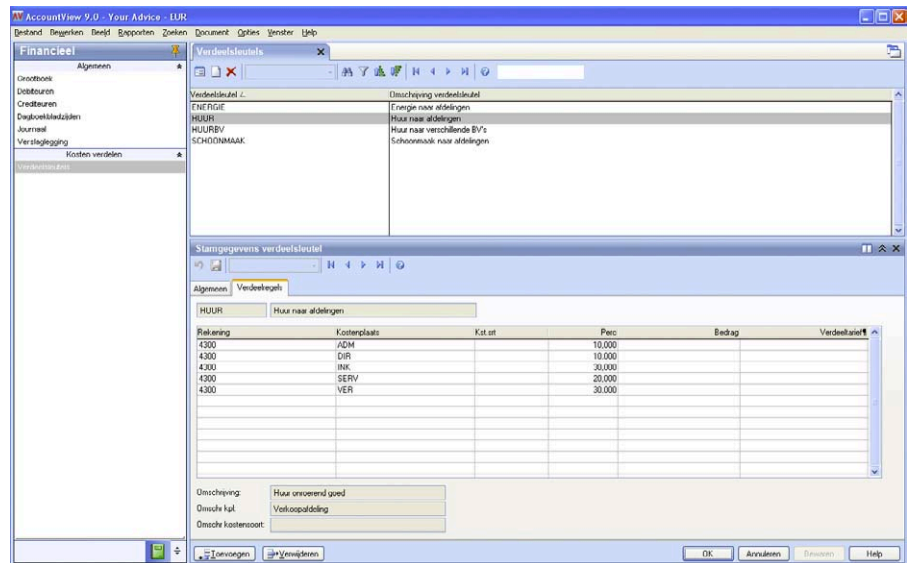 AccountView 9.0 - Your Advice - EUR
Bestand Bewerken Beeld Rapporten Zoeken Document Opties Venster Help
Financieel
Algemeen
Grootboek
Debiteuren
Crediteuren
Dagboekbladzijden
Journaal
Verslaglegging
Kosten verdelen
Verdeelsleutels
Verdeelsleutels
Verdeelsleutel Omschrijving verdeelsleutel
ENERGIE Energie naar afdelingen
HUUR Huur naar afdelingen
HUURBV Huur naar verschillende BV's
SCHOONMAAK Schoonmaak naar afdelingen
Stamgegevens verdeelsleutel
Algemeen Verdeelregels
HUUR Huur naar afdelingen
Rekening Kostenplaats Kst.srt Perc Bedrag Verdeeltarief¶
4300 ADM 10,000
4300 DIR 10,000
4300 INK 30,000
4300 SERV 20,000
4300 VER 30,000
Omschrijving: Huur onroerend goed
Omschr kpl: Verkoopafdeling
Omschr kostensoort:
Toevoegen Verwijderen OK Annuleren Bewaren Help